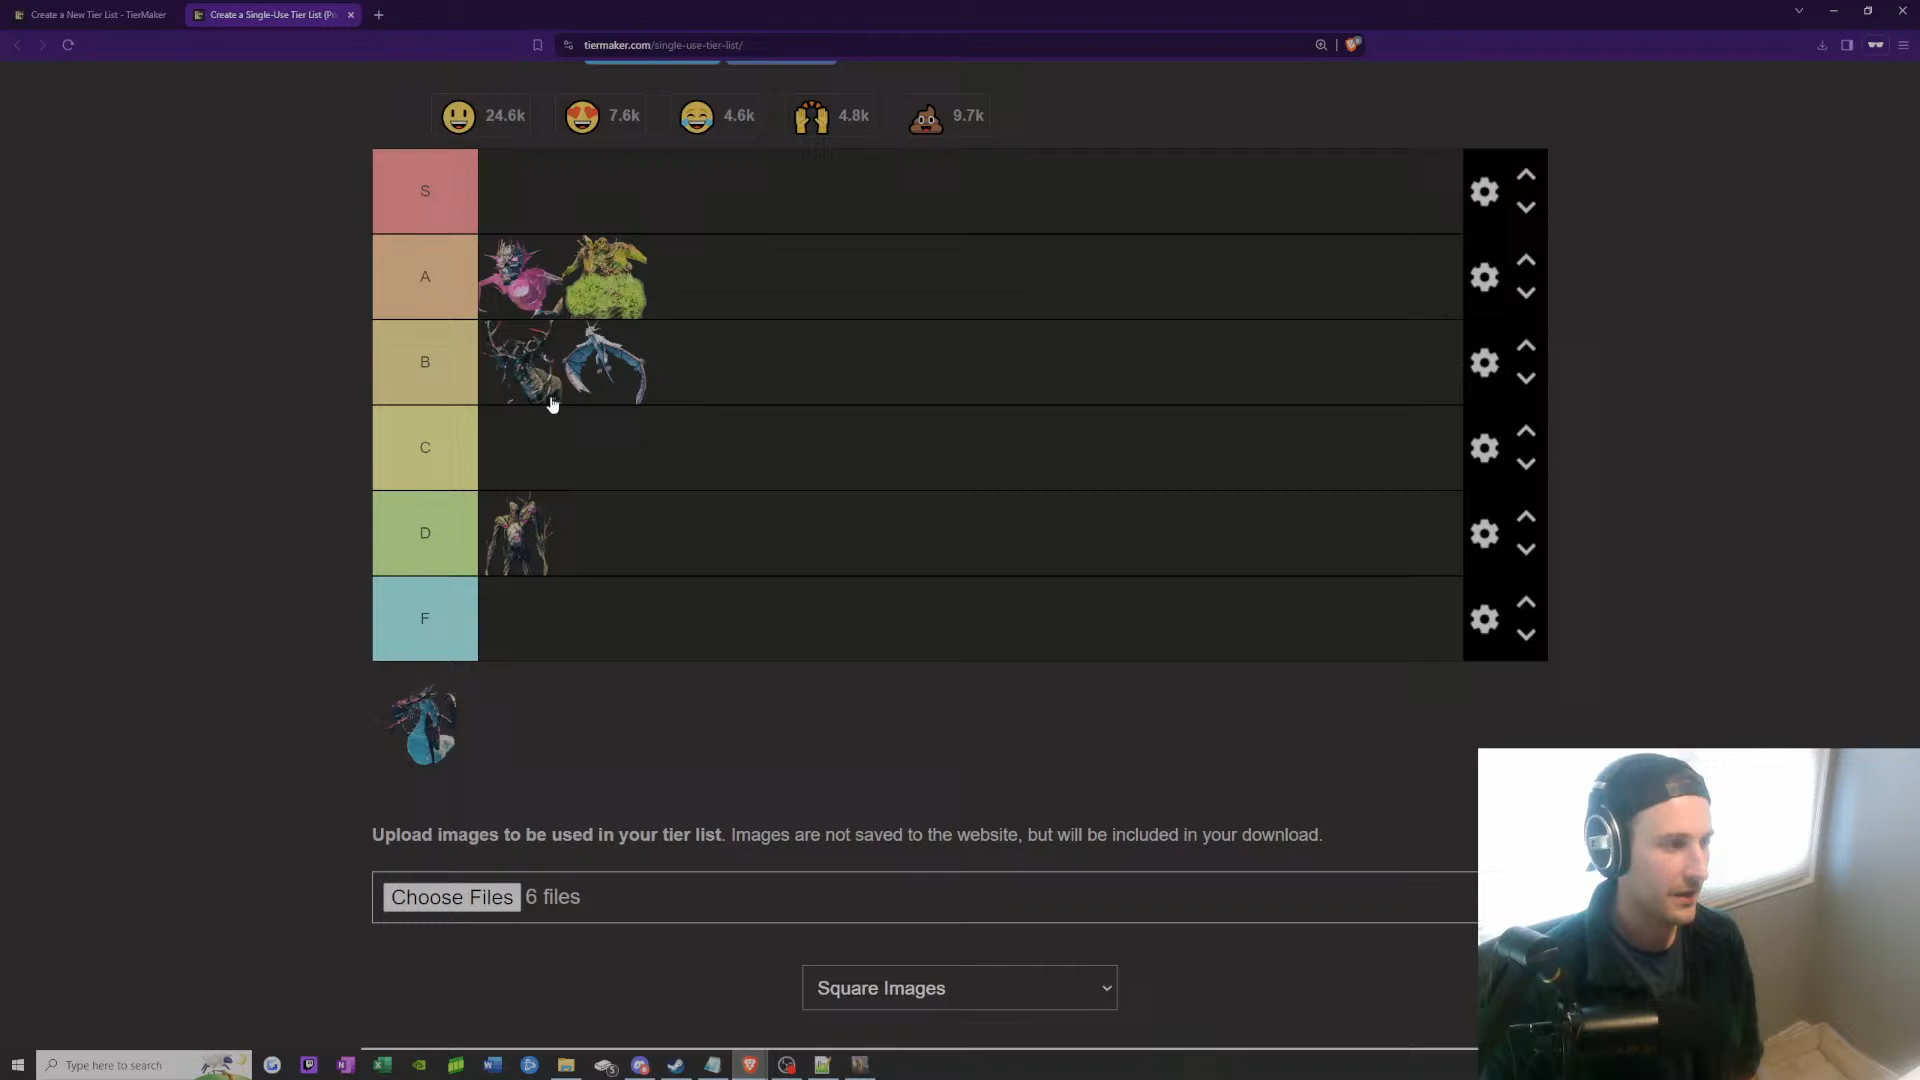 Create a New Tier List - TierMaker
Create a Single-Use Tier List (Pri
tiermaker.com/single-use-tier-list/
24.6k
7.6k
4.6k
4.8k
9.7k
S
A
B
C
D
F
Upload images to be used in your tier list. Images are not saved to the website, but will be included in your download.
Choose Files 6 files
Square Images
Type here to search
5